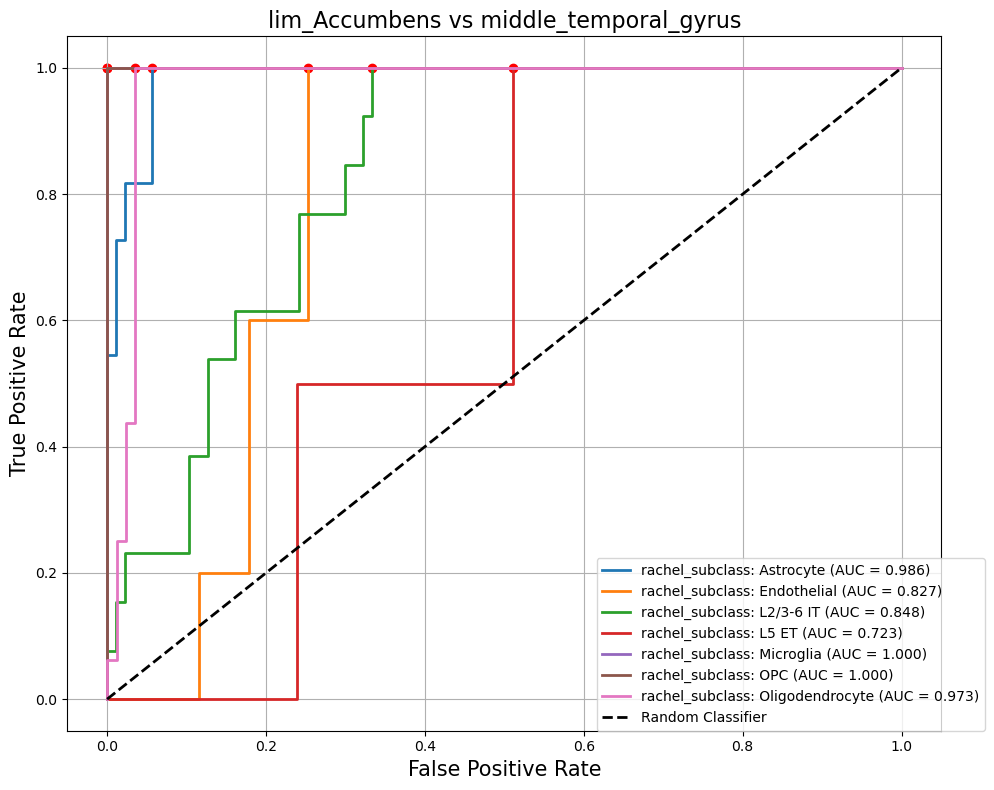 lim_Accumbens vs middle_temporal_gyrus
True Positive Rate
1.0
0.8
0.6
0.4
0.2
0.0
rachel_subclass: Astrocyte (AUC = 0.986)
rachel_subclass: Endothelial (AUC = 0.827)
rachel_subclass: L2/3-6 IT (AUC = 0.848)
rachel_subclass: L5 ET (AUC = 0.723)
rachel_subclass: Microglia (AUC = 1.000)
rachel_subclass: OPC (AUC = 1.000)
rachel_subclass: Oligodendrocyte (AUC = 0.973)
Random Classifier
0.0 0.2 0.4 0.6 0.8 1.0
False Positive Rate